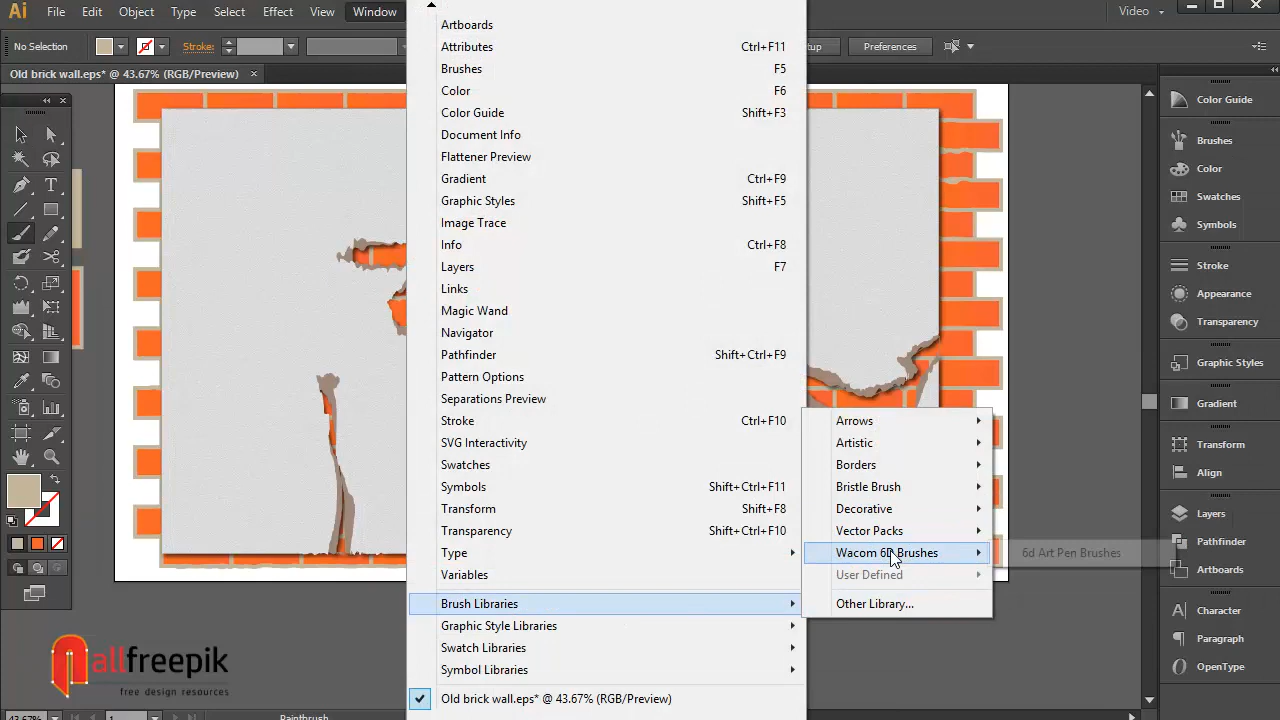 Ai File Edit Object Type Select Effect View Window Video
No Selection Stroke: Preferences
Old brick wall.eps* @ 43.67% (RGB/Preview)
Artboards
Attributes Ctrl+F11
Brushes F5
Color F6
Color Guide Shift+F3
Document Info
Flattener Preview
Gradient Ctrl+F9
Graphic Styles Shift+F5
Image Trace
Info Ctrl+F8
Layers F7
Links
Magic Wand
Navigator
Pathfinder Shift+Ctrl+F9
Pattern Options
Separations Preview
Stroke Ctrl+F10
SVG Interactivity
Swatches
Symbols Shift+Ctrl+F11
Transform Shift+F8
Transparency Shift+Ctrl+F10
Type
Variables
Brush Libraries
Graphic Style Libraries
Swatch Libraries
Symbol Libraries
Old brick wall.eps* @ 43.67% (RGB/Preview)
Arrows
Artistic
Borders
Bristle Brush
Decorative
Vector Packs
Wacom 6D Brushes
User Defined
Other Library...
6d Art Pen Brushes
Color Guide
Brushes
Color
Swatches
Symbols
Stroke
Appearance
Transparency
Graphic Styles
Gradient
Transform
Align
Layers
Pathfinder
Artboards
Character
Paragraph
OpenType
allfreepik
free design resources
43.67% 1 Paintbrush